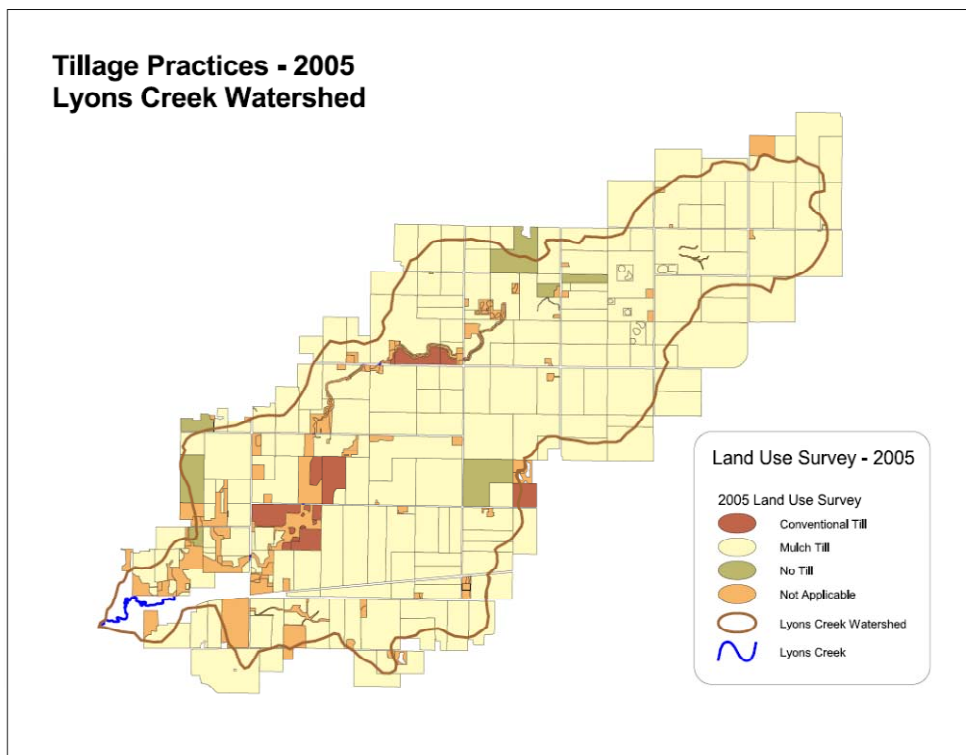 Tillage Practices - 2005
Lyons Creek Watershed
Land Use Survey - 2005
2005 Land Use Survey
Conventional Till
Mulch Till
No Till
Not Applicable
Lyons Creek Watershed
Lyons Creek